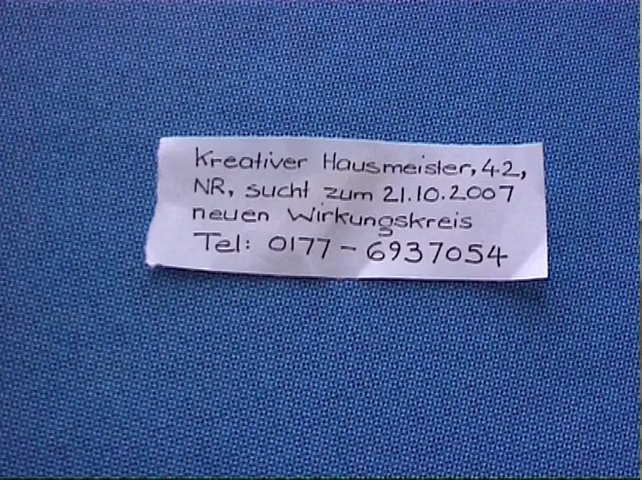 Kreativer Hausmeister, 42,
NR, sucht zum 21.10.2007
neuen Wirkungskreis
Tel: 0177 - 6937054